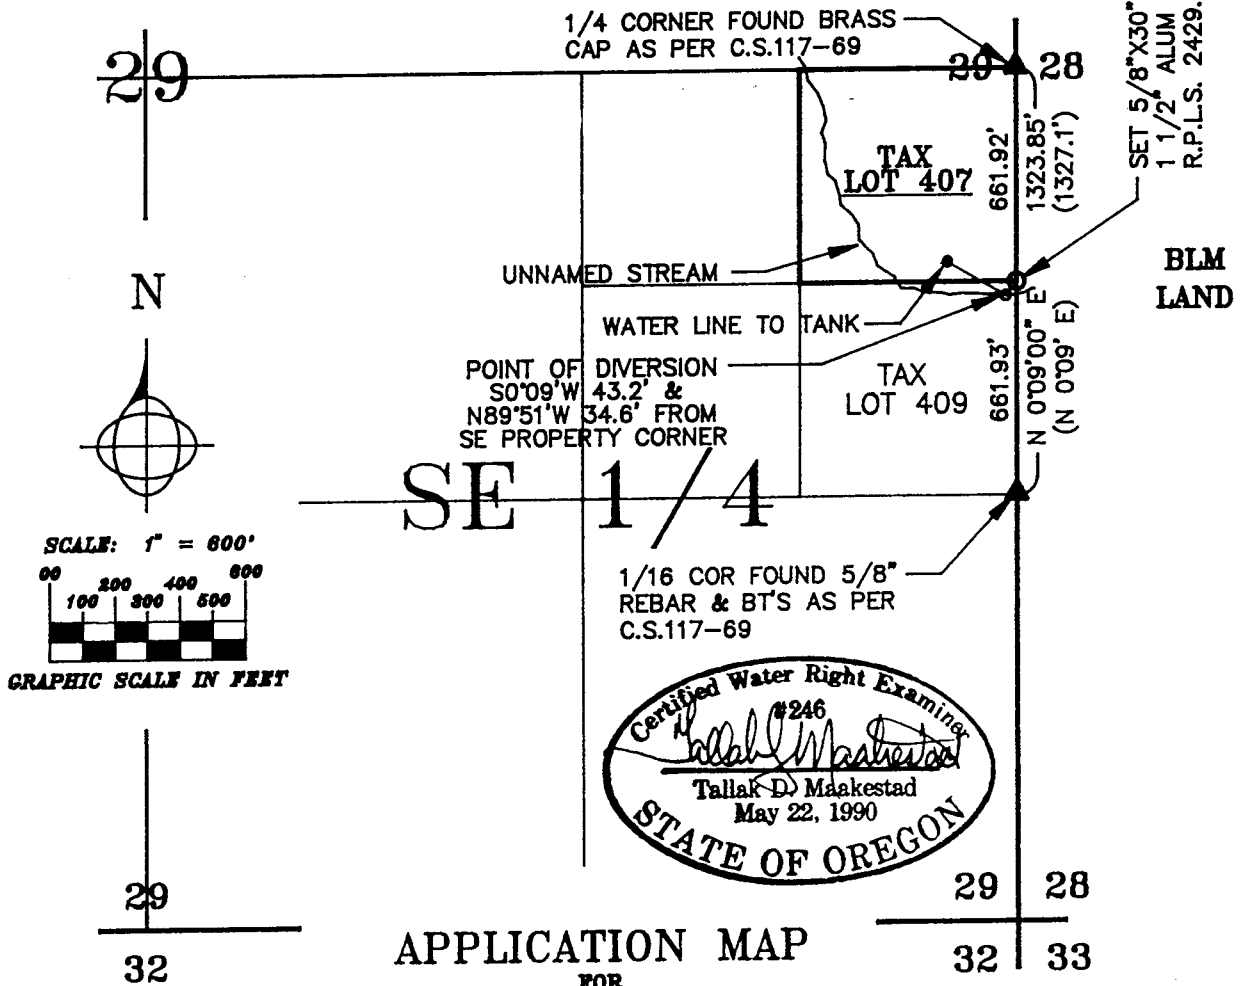 1/4 CORNER FOUND BRASS
CAP AS PER C.S.117-69
29
29
28
SET 5/8"X30"
1 1/2" ALUM
R.P.L.S. 2429.
TAX
LOT 407
661.92'
1323.85'
(1327.1')
BLM
LAND
N
UNNAMED STREAM
WATER LINE TO TANK
POINT OF DIVERSION
S0°09'W 43.2' &
N89°51'W 34.6' FROM
SE PROPERTY CORNER
TAX
LOT 409
661.93'
N 0°09'00" E
(N 0°09' E)
SE 1/4
SCALE: 1" = 600'
00 200 400 600
100 300 500
GRAPHIC SCALE IN FEET
1/16 COR FOUND 5/8"
REBAR & BT'S AS PER
C.S.117-69
Certified Water Right Examiner
#246
Tallak D. Maakestad
Tallak D. Maakestad
May 22, 1990
STATE OF OREGON
29
32
29 28
32 33
APPLICATION MAP
FOR